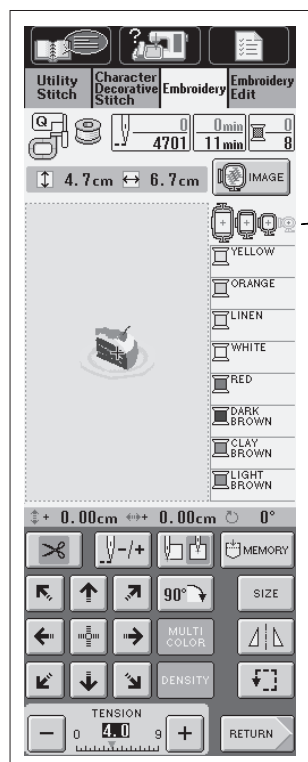 Utility Stitch
Character Decorative Stitch
Embroidery
Embroidery Edit
Q
0
4701
0min
11min
0
8
4.7cm
6.7cm
IMAGE
YELLOW
ORANGE
LINEN
WHITE
RED
DARK BROWN
CLAY BROWN
LIGHT BROWN
+ 0.00cm
+ 0.00cm
0°
-/+
MEMORY
90°
SIZE
MULTI COLOR
DENSITY
TENSION
− 0 4.0 9 +
RETURN